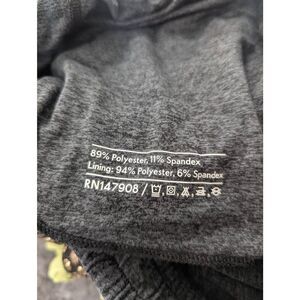 89% Polyester, 11% Spandex
Lining: 94% Polyester, 6% Spandex
RN147908 /